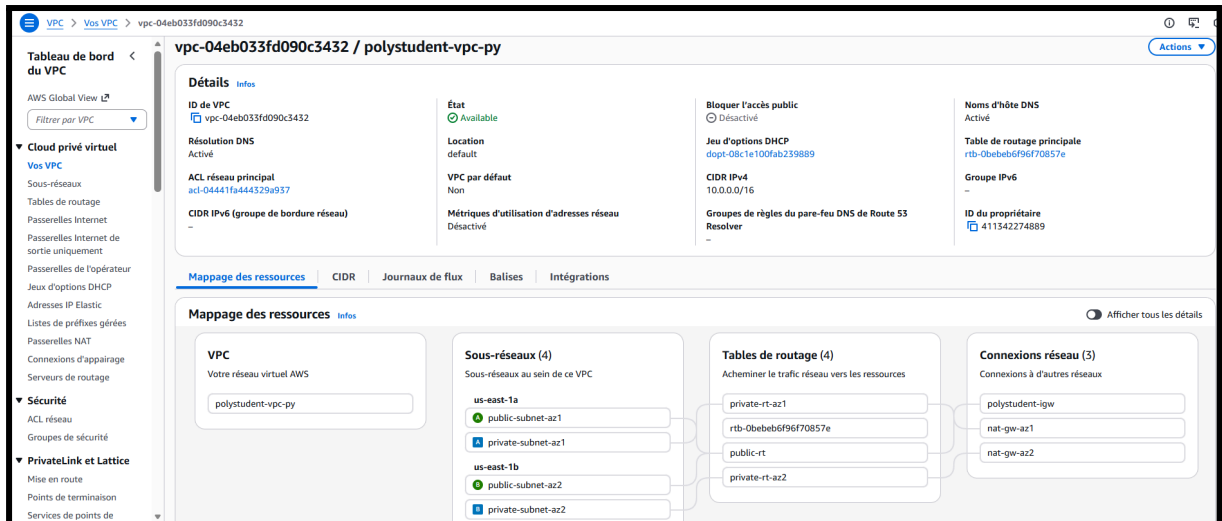 VPC > Vos VPC > vpc-04eb033fd090c3432
Tableau de bord du VPC
AWS Global View
Filtrer par VPC
Cloud privé virtuel
Vos VPC
Sous-réseaux
Tables de routage
Passerelles Internet
Passerelles Internet de
sortie uniquement
Passerelles de l'opérateur
Jeux d'options DHCP
Adresses IP Elastic
Listes de préfixes gérées
Passerelles NAT
Connexions d'appairage
Serveurs de routage
Sécurité
ACL réseau
Groupes de sécurité
PrivateLink et Lattice
Mise en route
Points de terminaison
Services de points de
vpc-04eb033fd090c3432 / polystudent-vpc-py
Actions
Détails Infos
ID de VPC
vpc-04eb033fd090c3432
État
Available
Bloquer l'accès public
Désactivé
Noms d'hôte DNS
Activé
Résolution DNS
Activé
Location
default
Jeu d'options DHCP
dopt-08c1e100fab239889
Table de routage principale
rtb-0bebeb6f96f70857e
ACL réseau principal
acl-04441fa444329a937
VPC par défaut
Non
CIDR IPv4
10.0.0.0/16
Groupe IPv6
–
CIDR IPv6 (groupe de bordure réseau)
–
Métriques d'utilisation d'adresses réseau
Désactivé
Groupes de règles du pare-feu DNS de Route 53
Resolver
–
ID du propriétaire
411342274889
Mappage des ressources
CIDR
Journaux de flux
Balises
Intégrations
Mappage des ressources Infos
Afficher tous les détails
VPC
Votre réseau virtuel AWS
polystudent-vpc-py
Sous-réseaux (4)
Sous-réseaux au sein de ce VPC
us-east-1a
A public-subnet-az1
A private-subnet-az1
us-east-1b
B public-subnet-az2
B private-subnet-az2
Tables de routage (4)
Acheminer le trafic réseau vers les ressources
private-rt-az1
rtb-0bebeb6f96f70857e
public-rt
private-rt-az2
Connexions réseau (3)
Connexions à d'autres réseaux
polystudent-igw
nat-gw-az1
nat-gw-az2